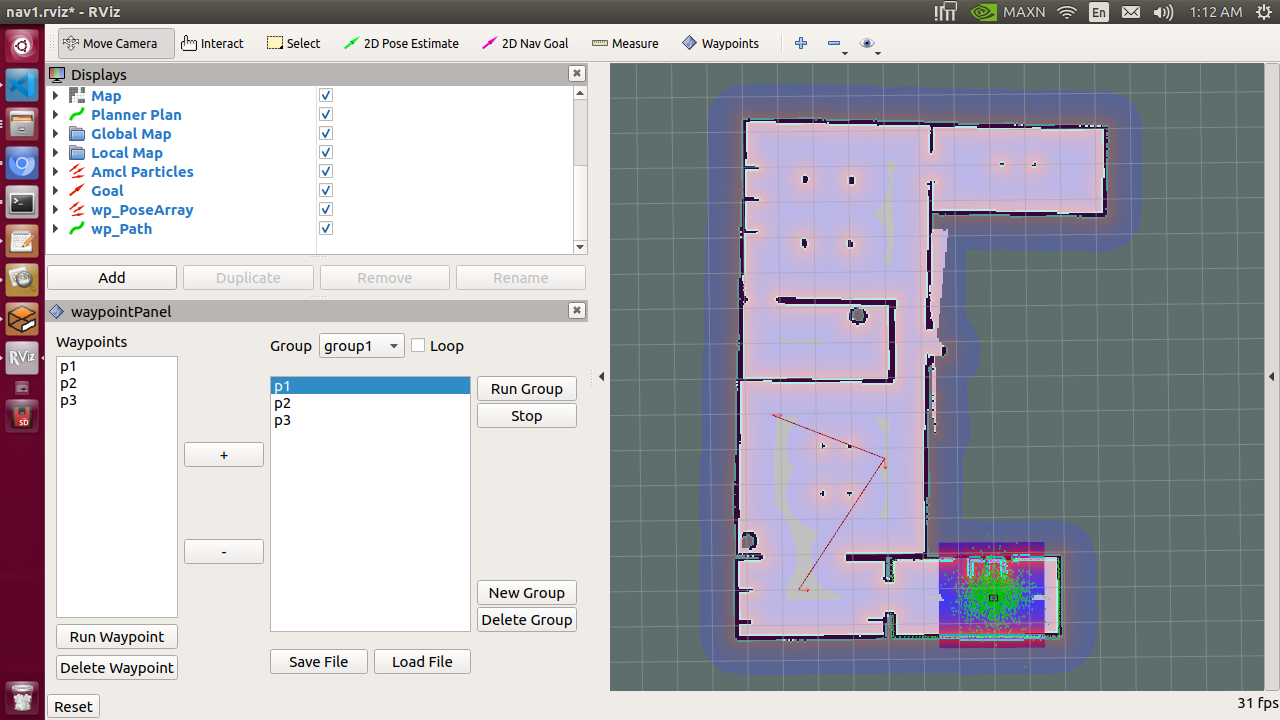 nav1.rviz* - RViz
MAXN
En
1:12 AM
Move Camera
Interact
Select
2D Pose Estimate
2D Nav Goal
Measure
Waypoints
Displays
Map
Planner Plan
Global Map
Local Map
Amcl Particles
Goal
wp_PoseArray
wp_Path
Add
Duplicate
Remove
Rename
waypointPanel
Waypoints
Group
group1
Loop
p1
p2
p3
p1
p2
p3
+
-
Run Group
Stop
New Group
Delete Group
Run Waypoint
Delete Waypoint
Save File
Load File
RViz
SD
Reset
31 fps